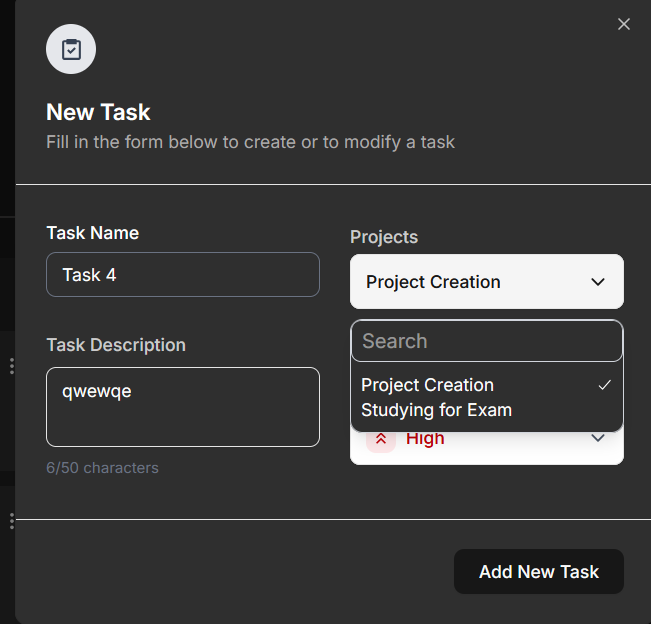 New Task
Fill in the form below to create or to modify a task
Task Name
Task 4
Task Description
qwewqe
6/50 characters
Projects
Project Creation
Search
Project Creation
Studying for Exam
High
Add New Task